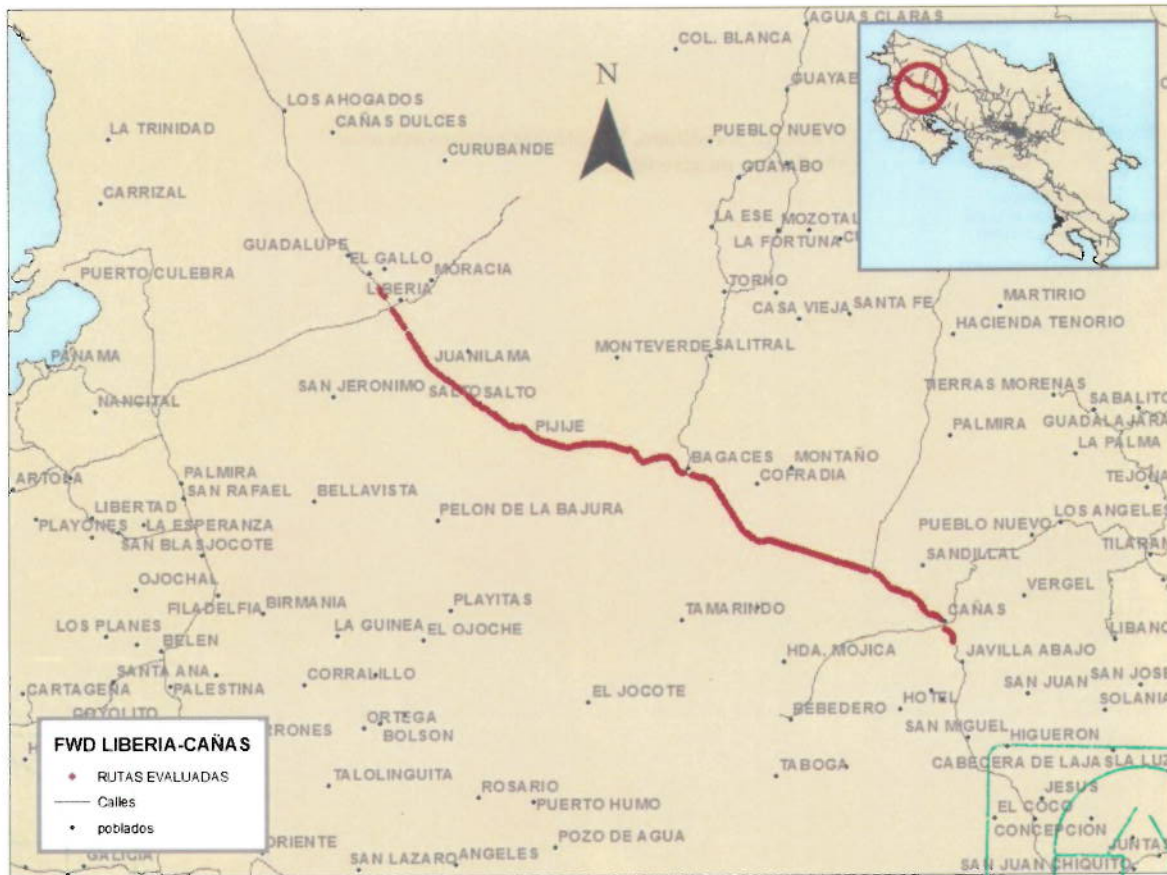 AGUAS CLARAS
COL. BLANCA
N
LOS AHOGADOS
CAÑAS DULCES
LA TRINIDAD
PUEBLO NUEVO
CURUBANDE
GUAYABO
CARRIZAL
LA ESE
MOZOTAL
LA FORTUNA
GUADALUPE
EL GALLO
MORACIA
PUERTO CULEBRA
LIBERIA
TORNO
CASA VIEJA
SANTA FE
MARTIRIO
HACIENDA TENORIO
PANAMA
JUANILAMA
MONTEVERDE
SALITRAL
SAN JERONIMO
SALTO
SALTO
TIERRAS MORENAS
SABALITO
NANCITAL
PIJIJE
PALMIRA
GUADALAJARA
LA PALMA
BAGACES
MONTAÑO
COFRADIA
ARTOLA
PALMIRA
SAN RAFAEL
BELLAVISTA
TEJONA
LIBERTAD
PELON DE LA BAJURA
LOS ANGELES
PLAYONES
LA ESPERANZA
PUEBLO NUEVO
SAN BLAS
JOCOTE
SANDILLAL
OJOCHAL
VERGEL
FILADELFIA
BIRMANIA
PLAYITAS
TAMARINDO
CAÑAS
LOS PLANES
LA GUINEA
EL OJOCHE
BELEN
HDA. MOJICA
JAVILLA ABAJO
SANTA ANA
CORRALILLO
CARTAGENA
PALESTINA
EL JOCOTE
HOTEL
SAN JUAN
SAN JOSE
BEBEDERO
ORTEGA
BOLSON
SAN MIGUEL
HIGUERON
FWD LIBERIA-CAÑAS
RUTAS EVALUADAS
Calles
poblados
TALOLINGUITA
TABOGA
CABECERA DE LAJAS
LA LUZ
ROSARIO
PUERTO HUMO
JESUS
EL COCO
CONCEPCIÓN
POZO DE AGUA
GALICIA
SAN LAZARO
ANGELES
SAN JUAN CHIQUITO